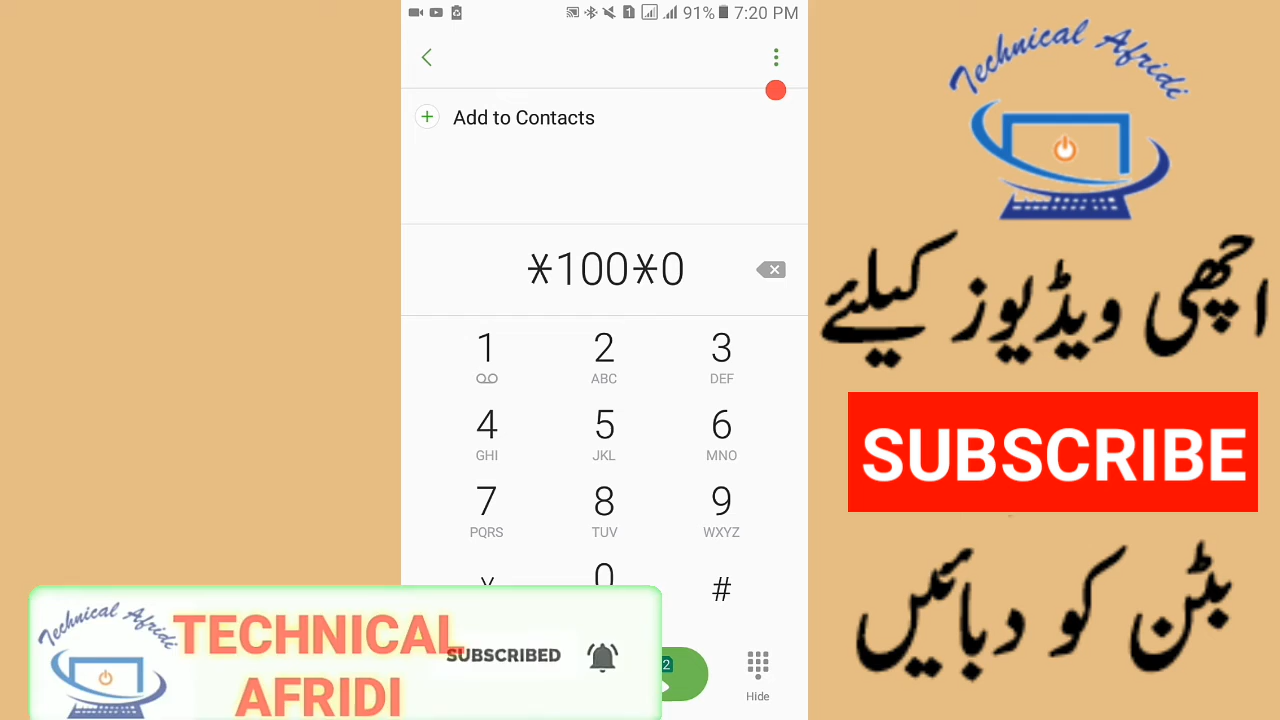 1
91%
7:20 PM
Add to Contacts
*100*0
1
2
ABC
3
DEF
4
GHI
5
JKL
6
MNO
7
PQRS
8
TUV
9
WXYZ
*
0
#
2
Hide
Technical Afridi
TECHNICAL
AFRIDI
SUBSCRIBED
Technical Afridi
اچھی ویڈیوز کیلئے
SUBSCRIBE
بٹن کو دبائیں